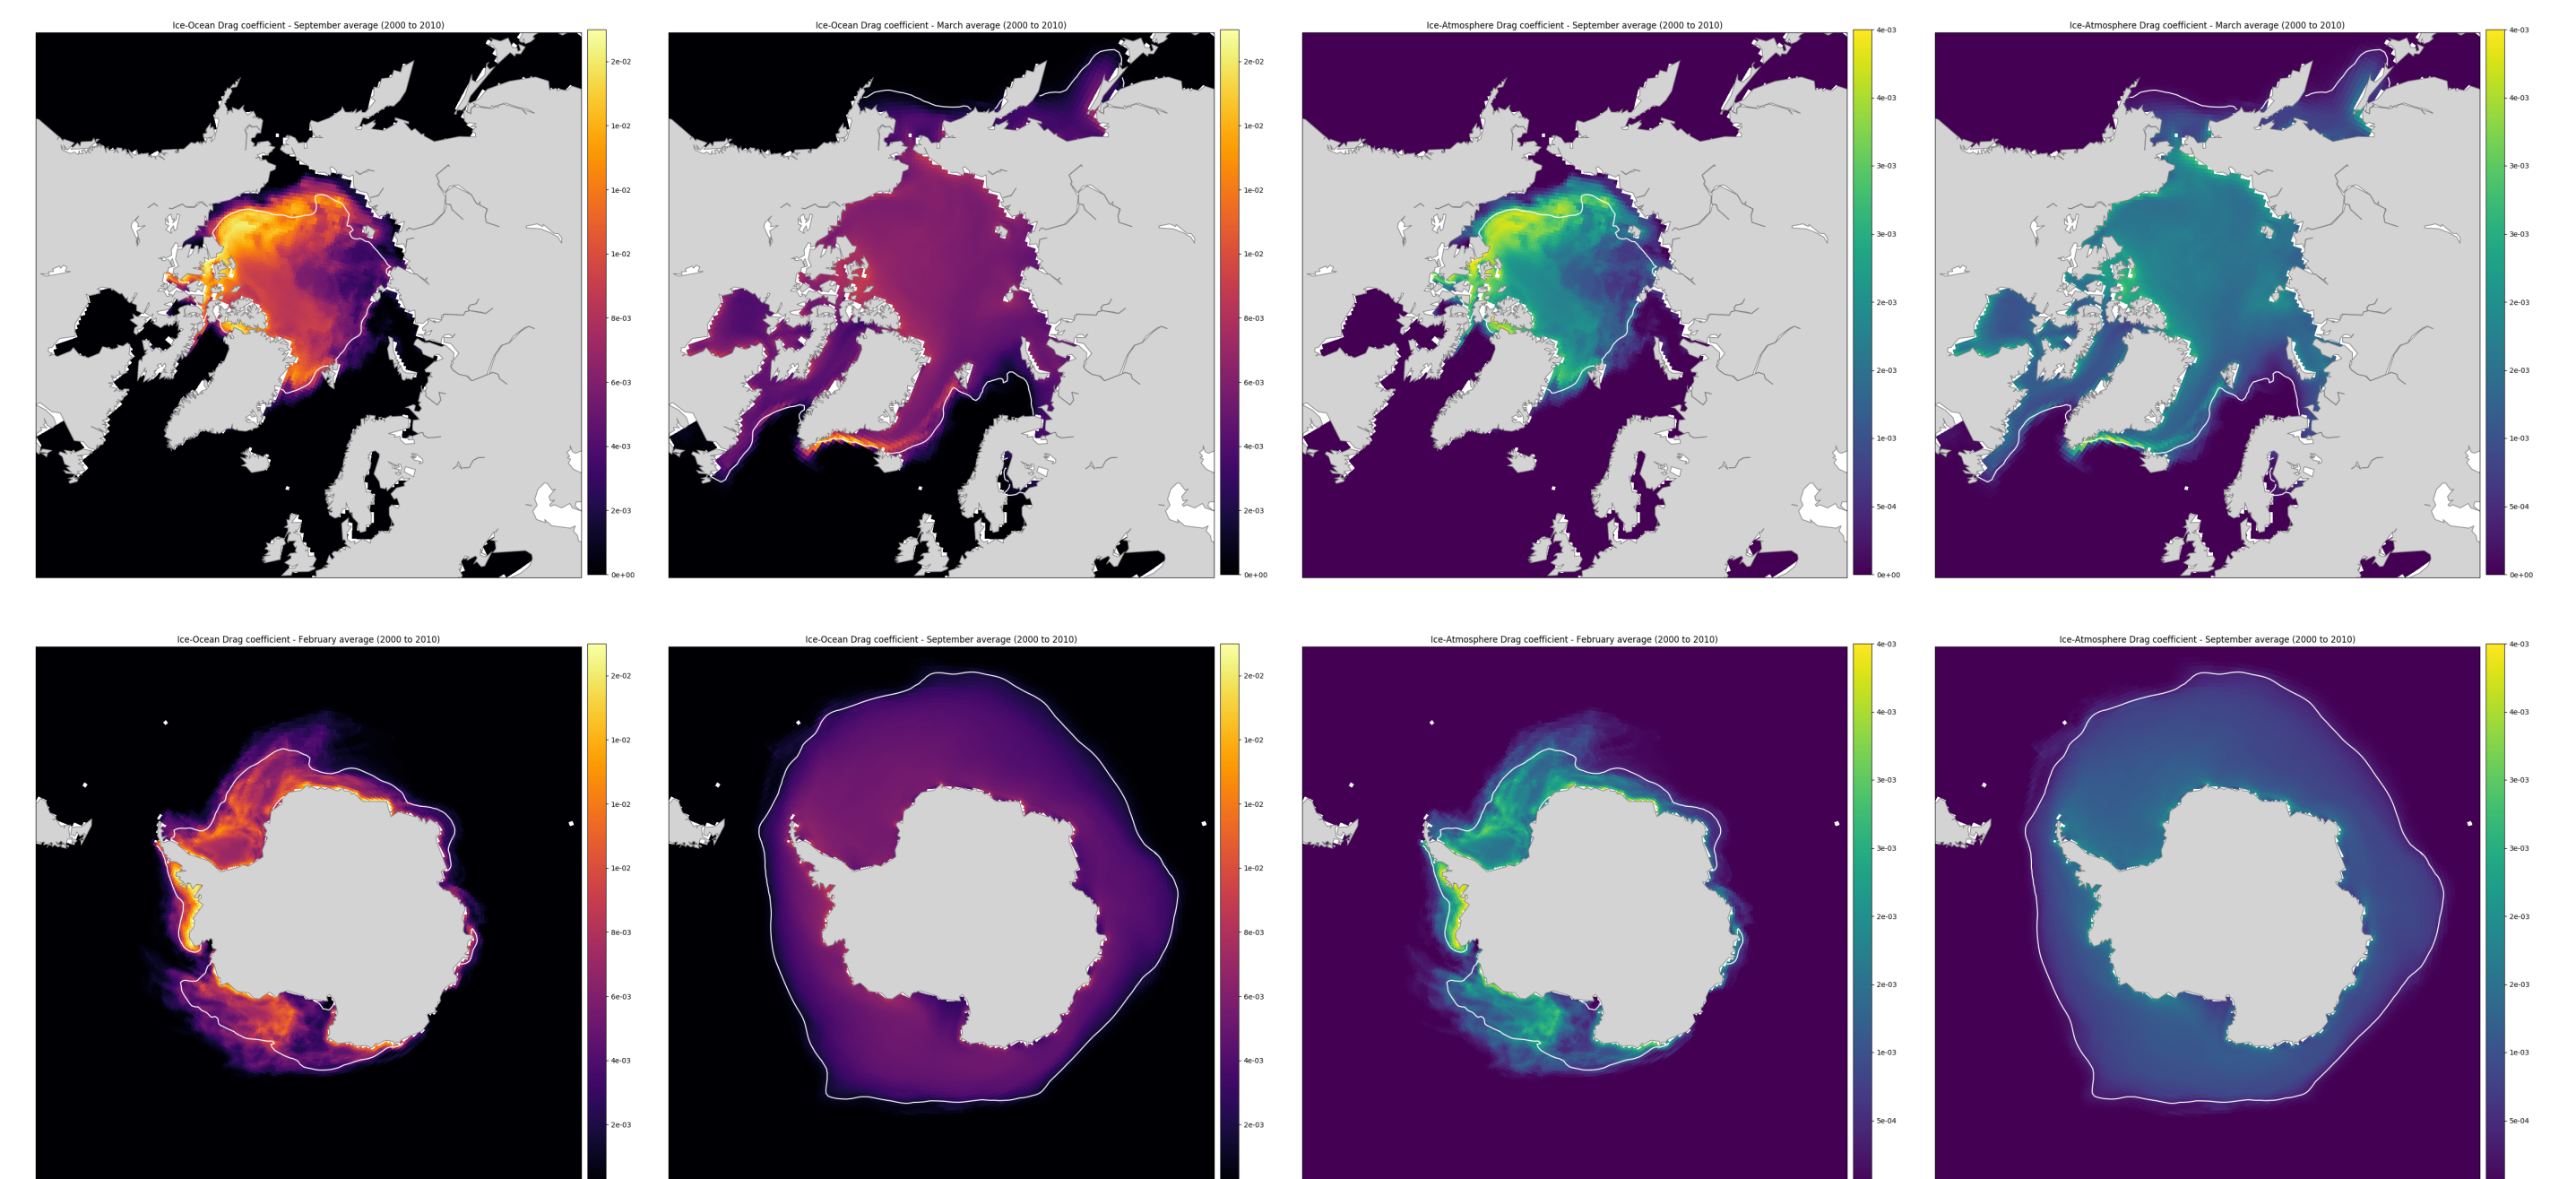 Ice-Ocean Drag coefficient - September average (2000 to 2010)
2e-02
1e-02
1e-02
1e-02
8e-03
6e-03
4e-03
2e-03
0e+00
Ice-Ocean Drag coefficient - March average (2000 to 2010)
2e-02
1e-02
1e-02
1e-02
8e-03
6e-03
4e-03
2e-03
0e+00
Ice-Atmosphere Drag coefficient - September average (2000 to 2010)
4e-03
4e-03
3e-03
3e-03
2e-03
2e-03
1e-03
5e-04
0e+00
Ice-Atmosphere Drag coefficient - March average (2000 to 2010)
4e-03
4e-03
3e-03
3e-03
2e-03
2e-03
1e-03
5e-04
0e+00
Ice-Ocean Drag coefficient - February average (2000 to 2010)
2e-02
1e-02
1e-02
1e-02
8e-03
6e-03
4e-03
2e-03
Ice-Ocean Drag coefficient - September average (2000 to 2010)
2e-02
1e-02
1e-02
1e-02
8e-03
6e-03
4e-03
2e-03
Ice-Atmosphere Drag coefficient - February average (2000 to 2010)
4e-03
4e-03
3e-03
3e-03
2e-03
2e-03
1e-03
5e-04
Ice-Atmosphere Drag coefficient - September average (2000 to 2010)
4e-03
4e-03
3e-03
3e-03
2e-03
2e-03
1e-03
5e-04